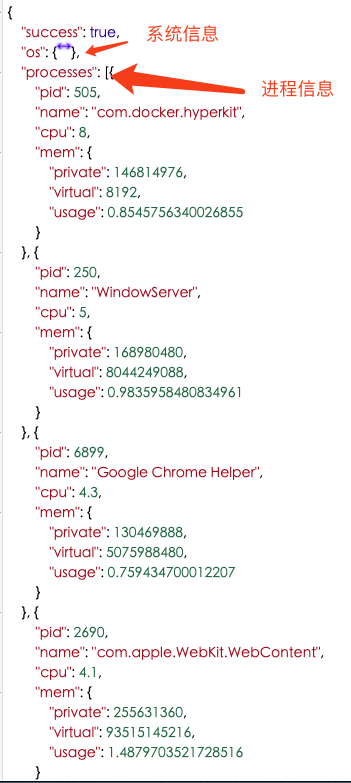 {
"success": true,
系统信息
"os": {↔},
"processes": [{
进程信息
"pid": 505,
"name": "com.docker.hyperkit",
"cpu": 8,
"mem": {
"private": 146814976,
"virtual": 8192,
"usage": 0.8545756340026855
}
}, {
"pid": 250,
"name": "WindowServer",
"cpu": 5,
"mem": {
"private": 168980480,
"virtual": 8044249088,
"usage": 0.9835958480834961
}
}, {
"pid": 6899,
"name": "Google Chrome Helper",
"cpu": 4.3,
"mem": {
"private": 130469888,
"virtual": 5075988480,
"usage": 0.759434700012207
}
}, {
"pid": 2690,
"name": "com.apple.WebKit.WebContent",
"cpu": 4.1,
"mem": {
"private": 255631360,
"virtual": 93515145216,
"usage": 1.4879703521728516
}